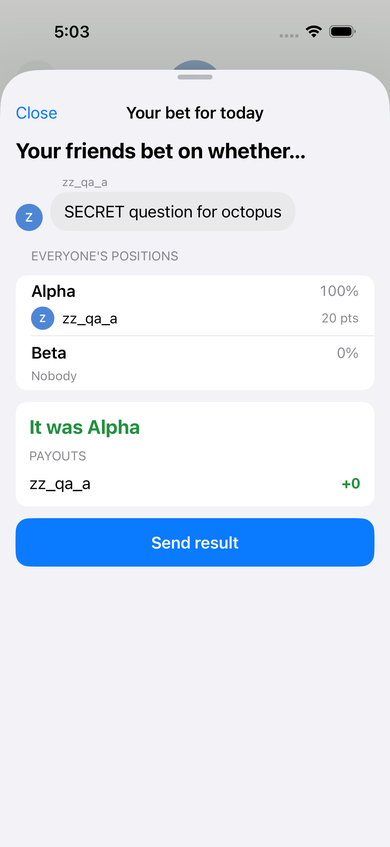 5:03
Close
Your bet for today
Your friends bet on whether...
zz_qa_a
Z
SECRET question for octopus
EVERYONE'S POSITIONS
Alpha
100%
Z
zz_qa_a
20 pts
Beta
0%
Nobody
It was Alpha
PAYOUTS
zz_qa_a
+0
Send result